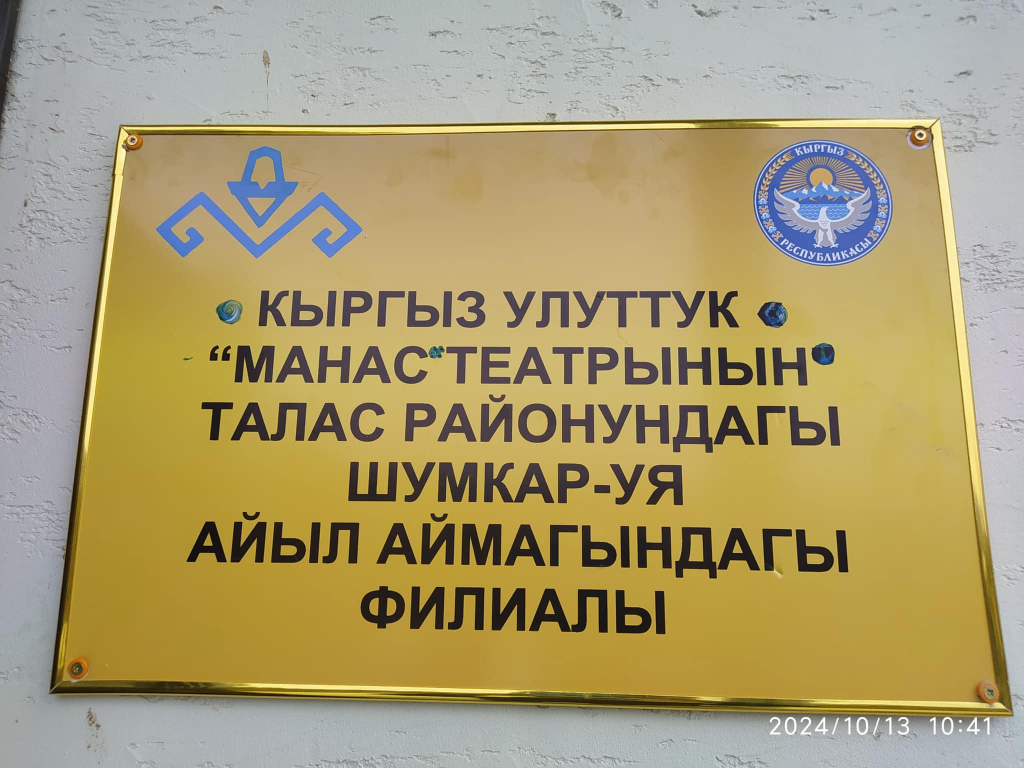 КЫРГЫЗ
РЕСПУБЛИКАСЫ
КЫРГЫЗ УЛУТТУК
“МАНАС“ТЕАТРЫНЫН"
ТАЛАС РАЙОНУНДАГЫ
ШУМКАР-УЯ
АЙЫЛ АЙМАГЫНДАГЫ
ФИЛИАЛЫ
2024/10/13 10:41